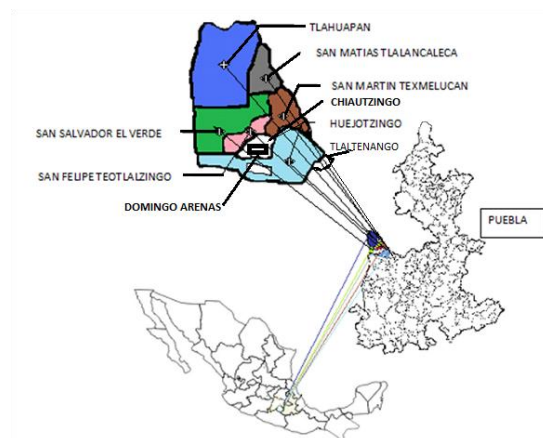 TLAHUAPAN
SAN MATIAS TLALANCALECA
SAN MARTIN TEXMELUCAN
CHIAUTZINGO
HUEJOTZINGO
SAN SALVADOR EL VERDE
TLALTENANGO
SAN FELIPE TEOTLALZINGO
DOMINGO ARENAS
PUEBLA